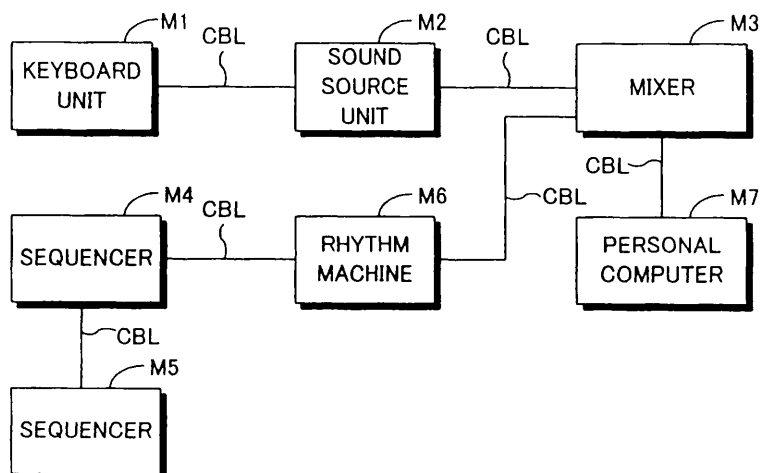 M1
CBL
M2
CBL
M3
KEYBOARD
UNIT
SOUND
SOURCE
UNIT
MIXER
M4
CBL
M6
CBL
CBL
M7
SEQUENCER
RHYTHM
MACHINE
PERSONAL
COMPUTER
CBL
M5
SEQUENCER